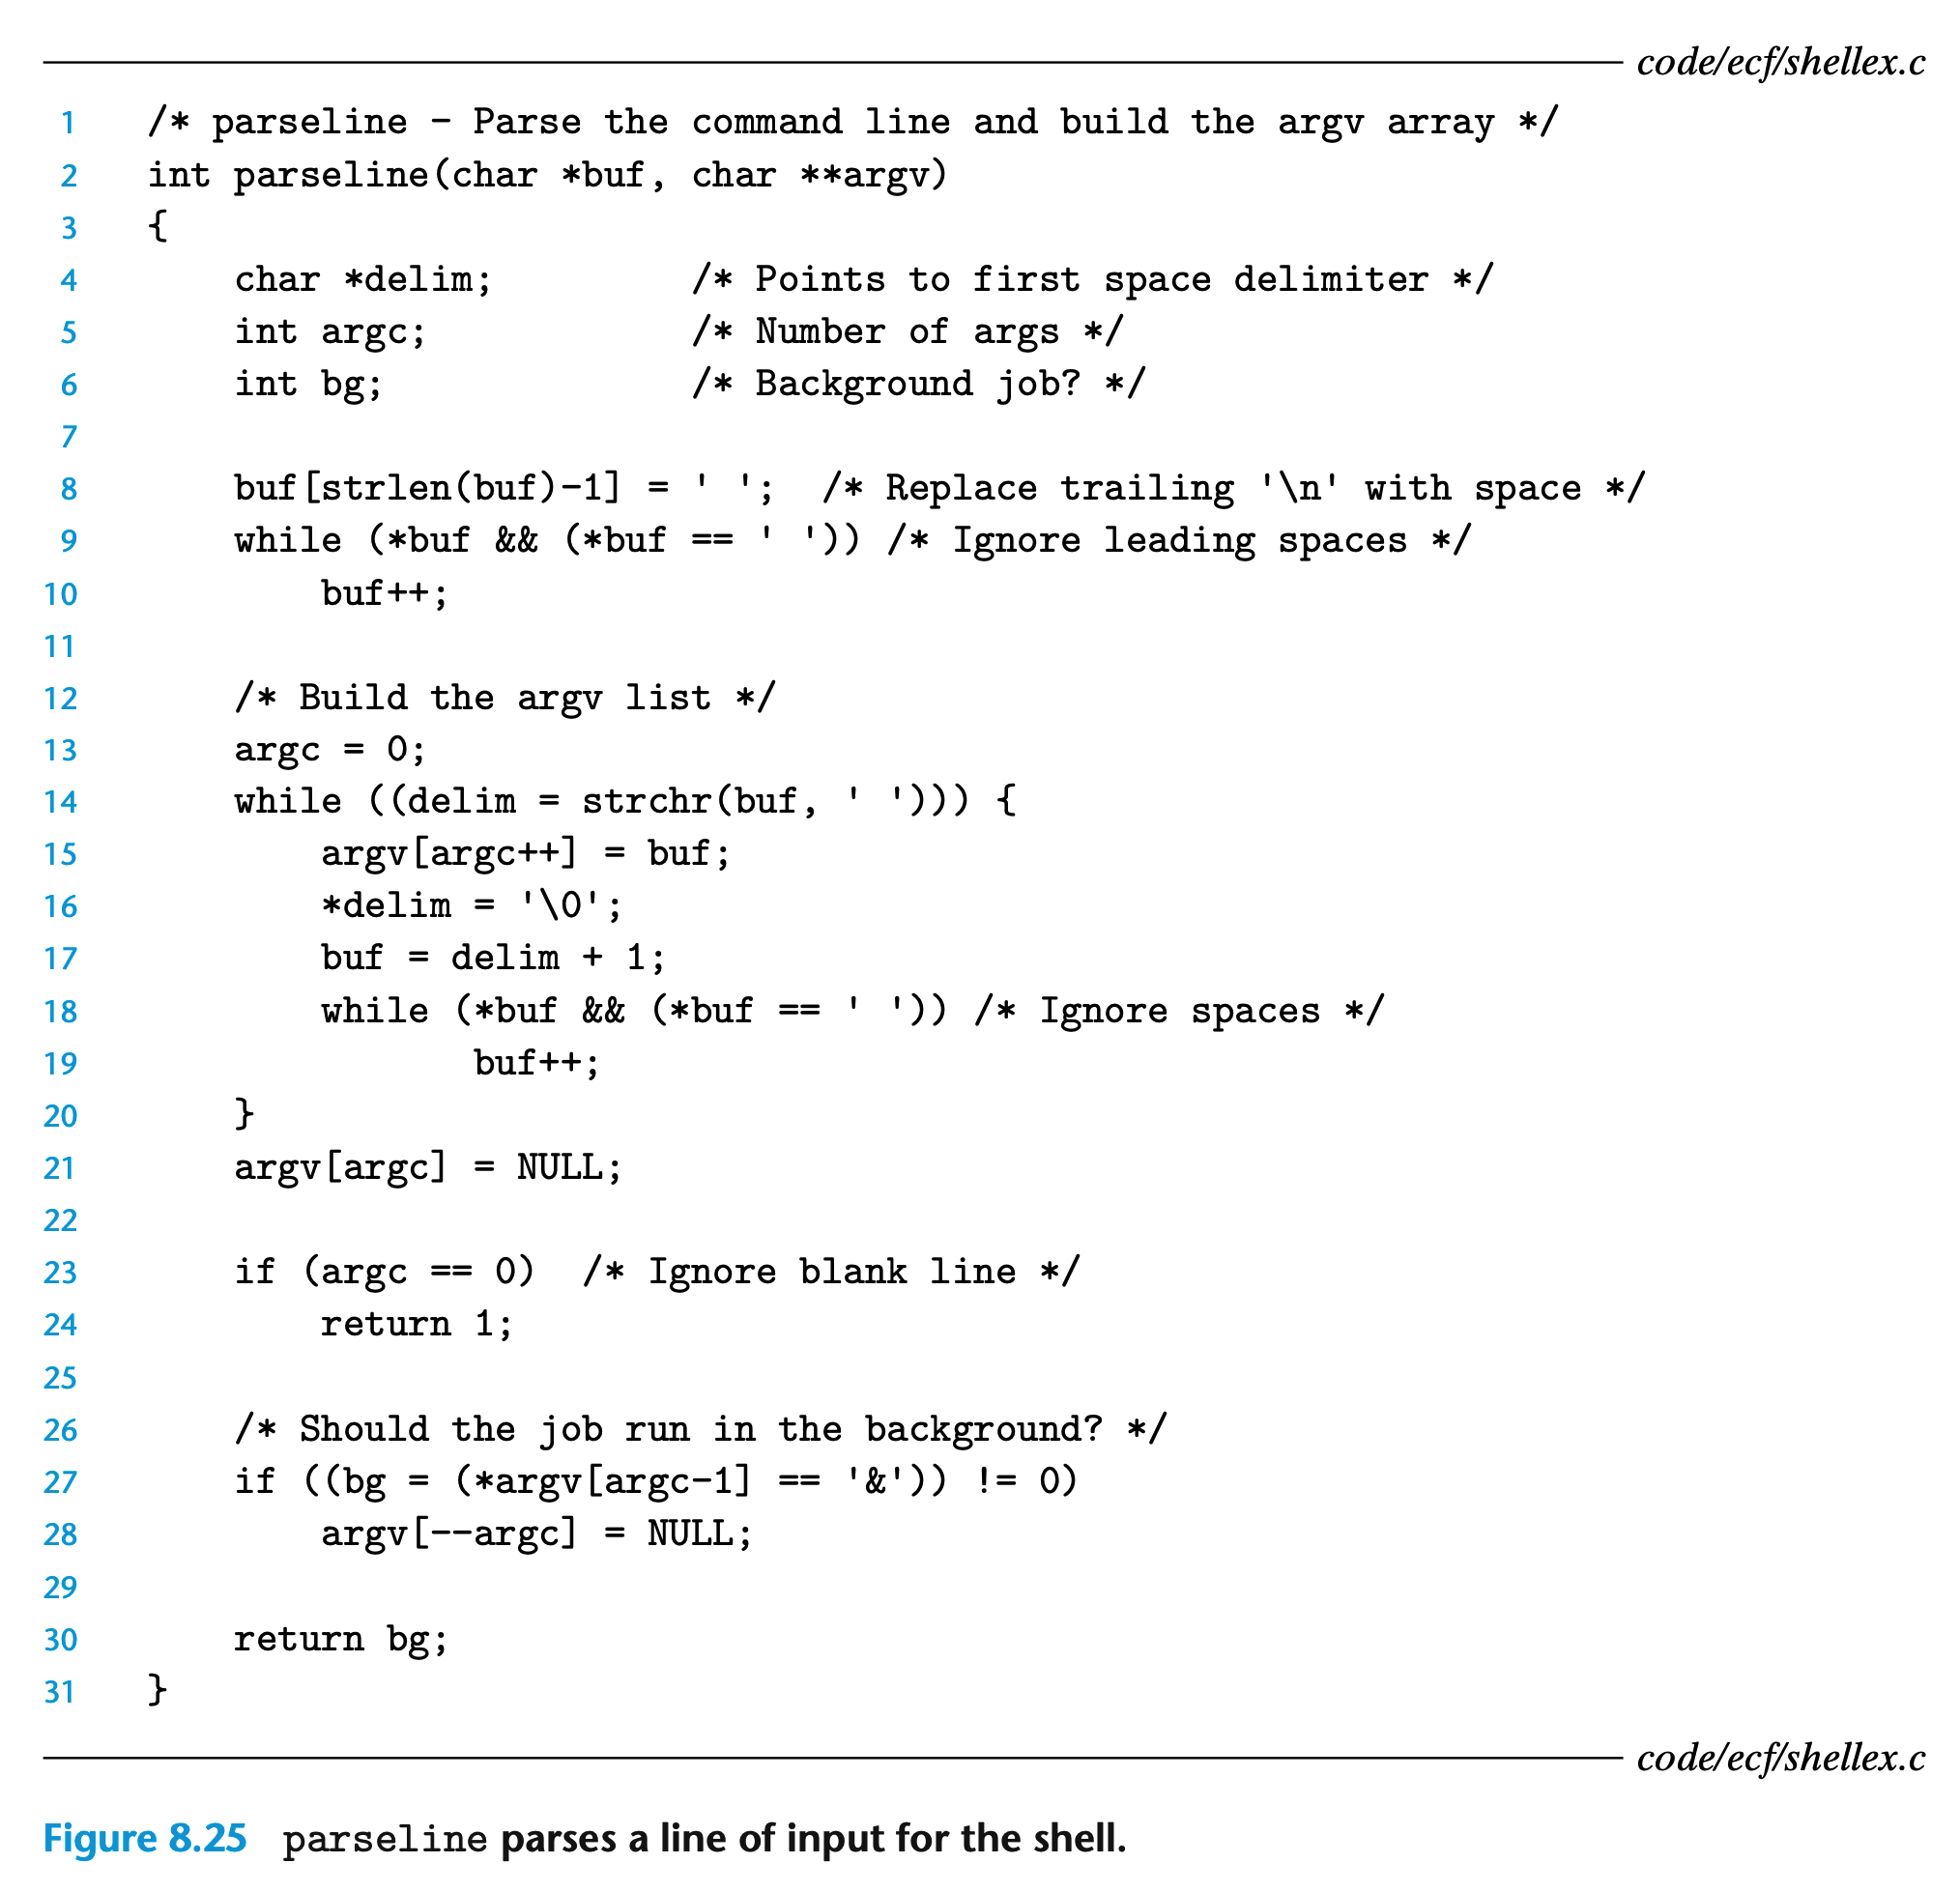 code/ecf/shellex.c
1 /* parseline - Parse the command line and build the argv array */
2 int parseline(char *buf, char **argv)
3 {
4     char *delim;         /* Points to first space delimiter */
5     int argc;            /* Number of args */
6     int bg;              /* Background job? */
7
8     buf[strlen(buf)-1] = ' ';  /* Replace trailing '\n' with space */
9     while (*buf && (*buf == ' ')) /* Ignore leading spaces */
10         buf++;
11
12     /* Build the argv list */
13     argc = 0;
14     while ((delim = strchr(buf, ' '))) {
15         argv[argc++] = buf;
16         *delim = '\0';
17         buf = delim + 1;
18         while (*buf && (*buf == ' ')) /* Ignore spaces */
19                buf++;
20     }
21     argv[argc] = NULL;
22
23     if (argc == 0)  /* Ignore blank line */
24         return 1;
25
26     /* Should the job run in the background? */
27     if ((bg = (*argv[argc-1] == '&')) != 0)
28         argv[--argc] = NULL;
29
30     return bg;
31 }
code/ecf/shellex.c
Figure 8.25 parseline parses a line of input for the shell.